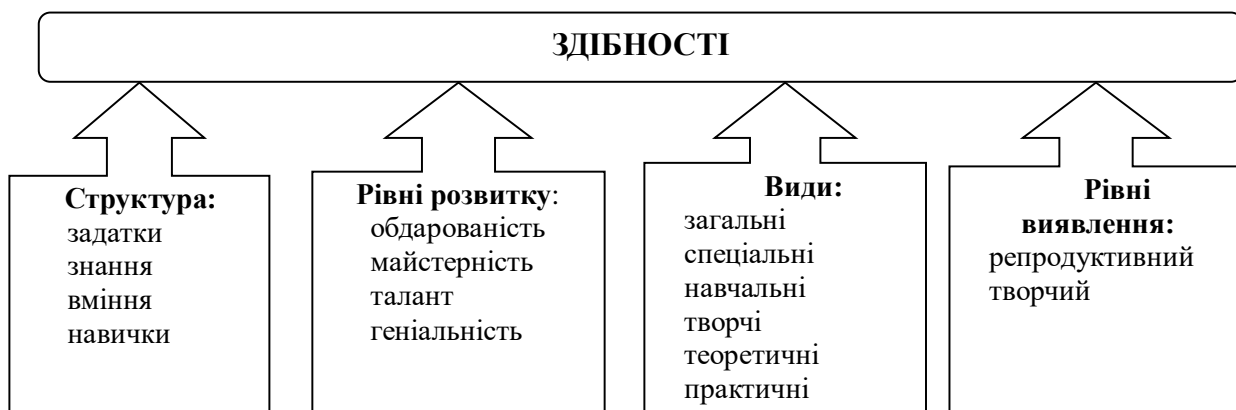 ЗДІБНОСТІ
Структура:
задатки
знання
вміння
навички
Рівні розвитку:
обдарованість
майстерність
талант
геніальність
Види:
загальні
спеціальні
навчальні
творчі
теоретичні
практичні
Рівні
виявлення:
репродуктивний
творчий